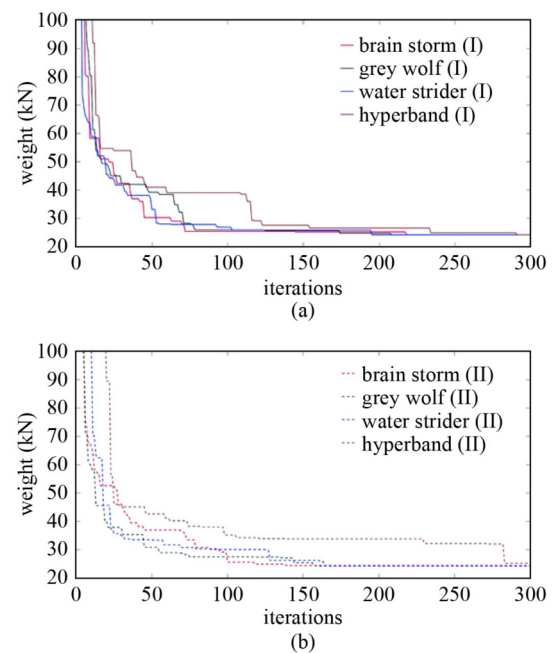 100
90
80
70
60
50
40
30
20
weight (kN)
brain storm (I)
grey wolf (I)
water strider (I)
hyperband (I)
0 50 100 150 200 250 300
iterations
(a)
100
90
80
70
60
50
40
30
20
weight (kN)
brain storm (II)
grey wolf (II)
water strider (II)
hyperband (II)
0 50 100 150 200 250 300
iterations
(b)